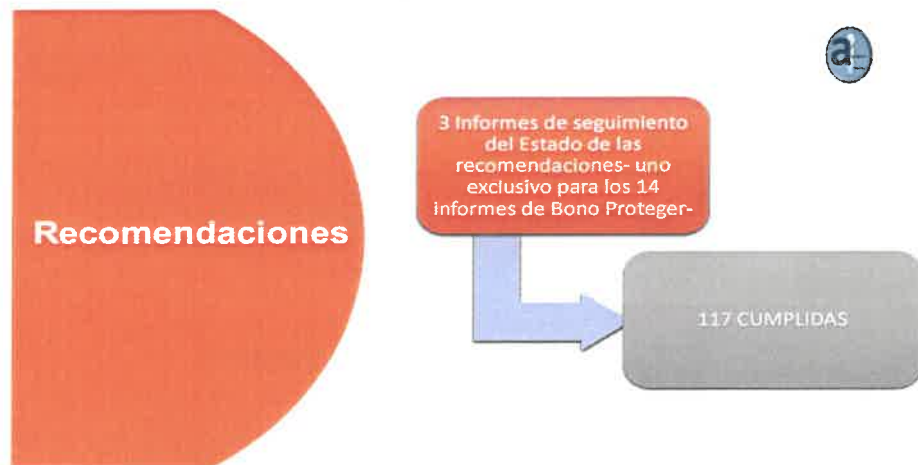 Recomendaciones
3 Informes de seguimiento
del Estado de las
recomendaciones- uno
exclusivo para los 14
informes de Bono Proteger-
117 CUMPLIDAS